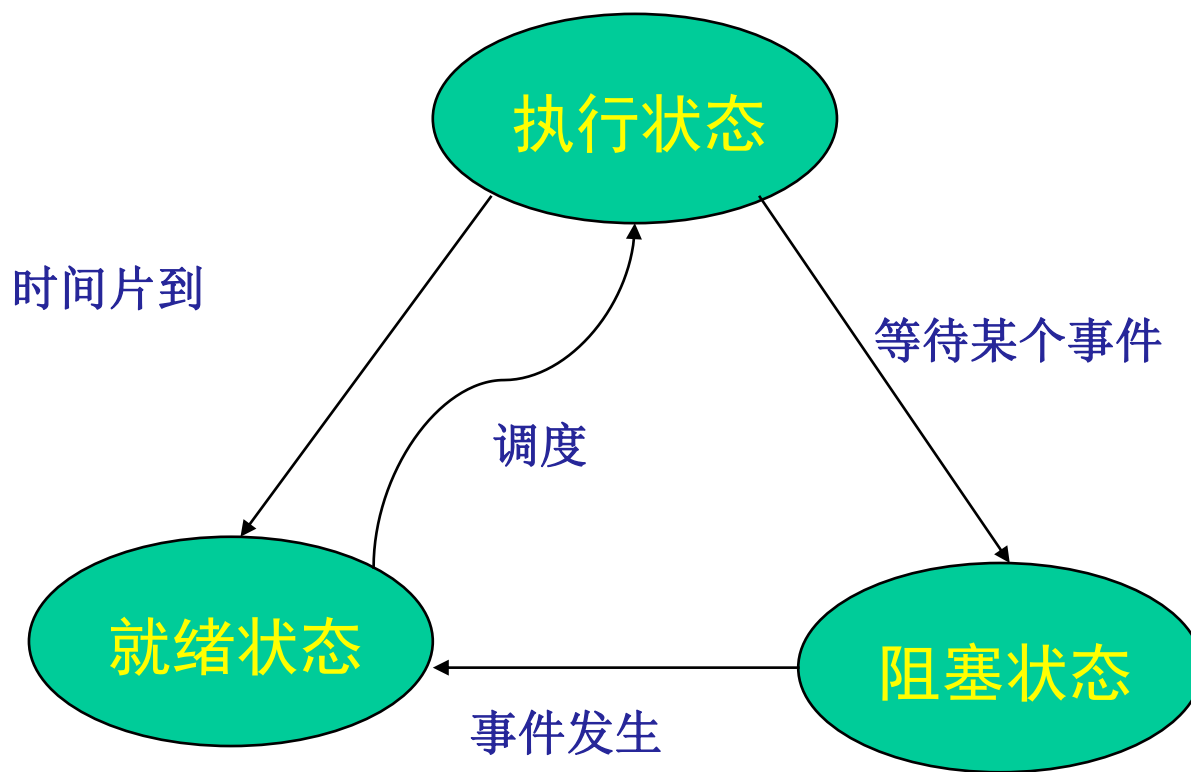 执行状态
时间片到
等待某个事件
调度
就绪状态
阻塞状态
事件发生